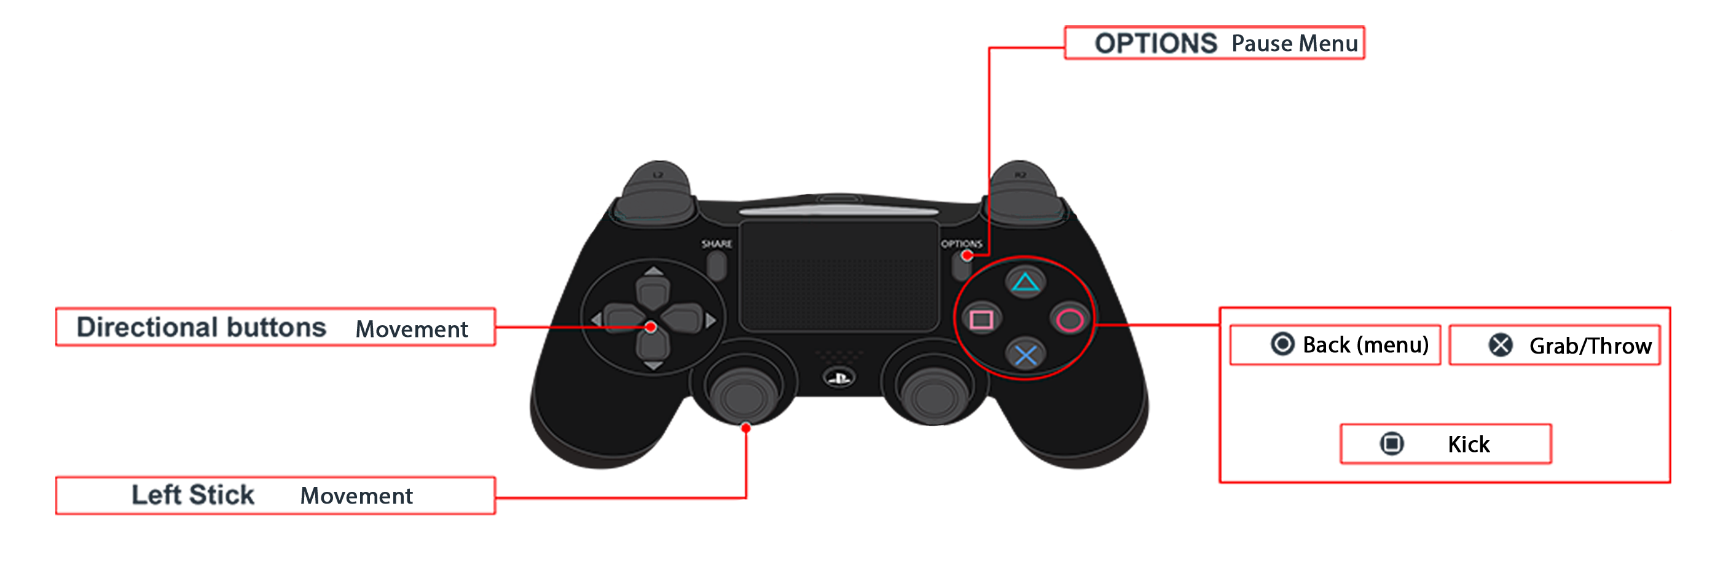 OPTIONS Pause Menu
L2
R2
SHARE
OPTIONS
Directional buttons Movement
Back (menu)
Grab/Throw
Kick
Left Stick Movement